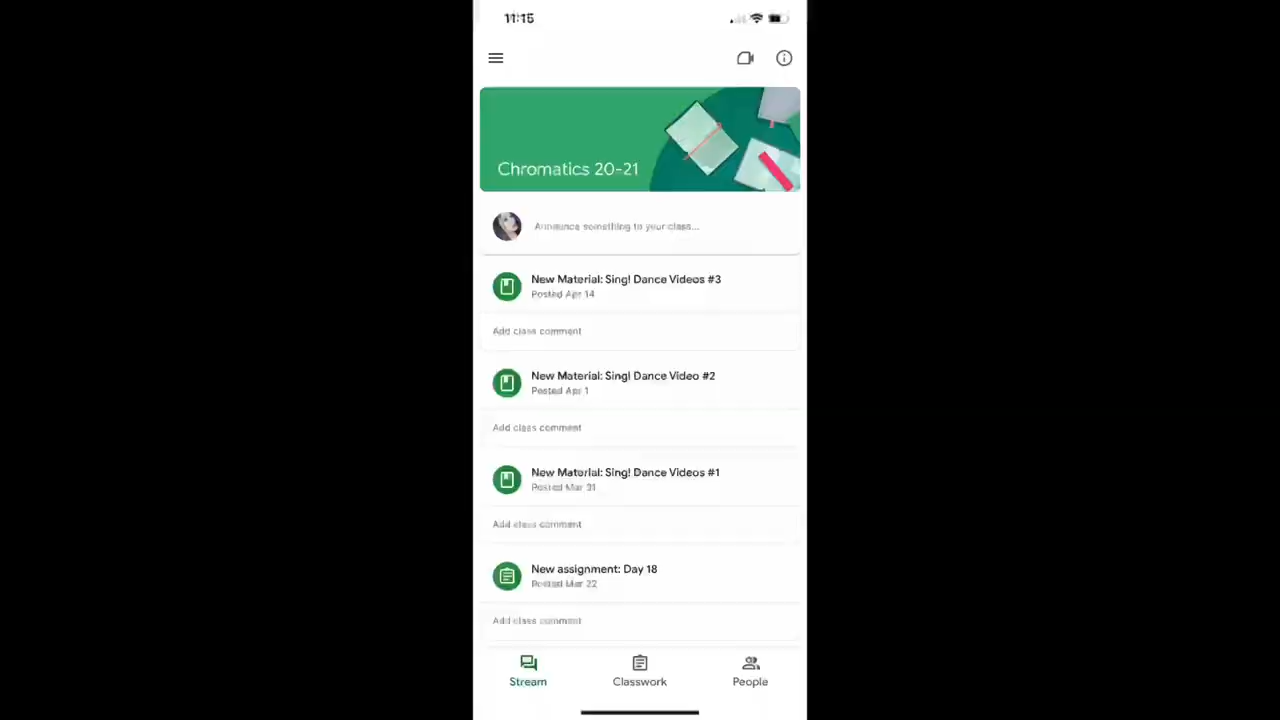 11:15
Chromatics 20-21
Announce something to your class...
New Material: Sing! Dance Videos #3
Posted Apr 14
Add class comment
New Material: Sing! Dance Video #2
Posted Apr 1
Add class comment
New Material: Sing! Dance Videos #1
Posted Mar 31
Add class comment
New assignment: Day 18
Posted Mar 22
Add class comment
Stream
Classwork
People